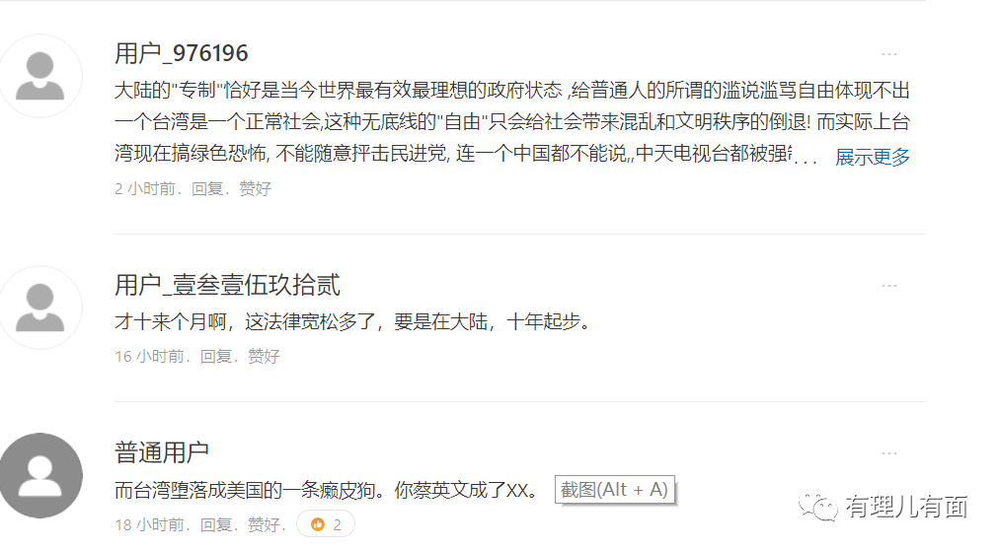 用户_976196
...
大陆的"专制"恰好是当今世界最有效最理想的政府状态 ,给普通人的所谓的滥说滥骂自由体现不出
一个台湾是一个正常社会,这种无底线的"自由"只会给社会带来混乱和文明秩序的倒退! 而实际上台
湾现在搞绿色恐怖, 不能随意抨击民进党, 连一个中国都不能说,,中天电视台都被强... 展示更多
2 小时前 . 回复 . 赞好
用户_壹叁壹伍玖拾贰
...
才十来个月啊，这法律宽松多了，要是在大陆，十年起步。
16 小时前 . 回复 . 赞好
普通用户
...
而台湾堕落成美国的一条癞皮狗。你蔡英文成了XX。 截图(Alt + A)
18 小时前 . 回复 . 赞好 . 2
有理儿有面